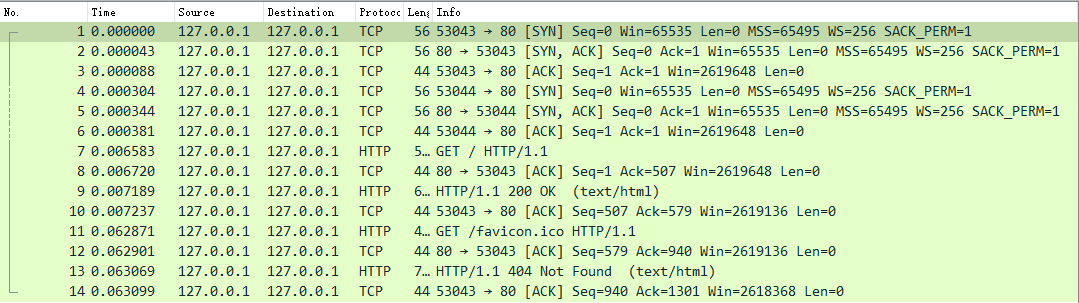 No. Time Source Destination Protocc Leng Info
1 0.000000 127.0.0.1 127.0.0.1 TCP 56 53043 → 80 [SYN] Seq=0 Win=65535 Len=0 MSS=65495 WS=256 SACK_PERM=1
2 0.000043 127.0.0.1 127.0.0.1 TCP 56 80 → 53043 [SYN, ACK] Seq=0 Ack=1 Win=65535 Len=0 MSS=65495 WS=256 SACK_PERM=1
3 0.000088 127.0.0.1 127.0.0.1 TCP 44 53043 → 80 [ACK] Seq=1 Ack=1 Win=2619648 Len=0
4 0.000304 127.0.0.1 127.0.0.1 TCP 56 53044 → 80 [SYN] Seq=0 Win=65535 Len=0 MSS=65495 WS=256 SACK_PERM=1
5 0.000344 127.0.0.1 127.0.0.1 TCP 56 80 → 53044 [SYN, ACK] Seq=0 Ack=1 Win=65535 Len=0 MSS=65495 WS=256 SACK_PERM=1
6 0.000381 127.0.0.1 127.0.0.1 TCP 44 53044 → 80 [ACK] Seq=1 Ack=1 Win=2619648 Len=0
7 0.006583 127.0.0.1 127.0.0.1 HTTP 5… GET / HTTP/1.1
8 0.006720 127.0.0.1 127.0.0.1 TCP 44 80 → 53043 [ACK] Seq=1 Ack=507 Win=2619648 Len=0
9 0.007189 127.0.0.1 127.0.0.1 HTTP 6… HTTP/1.1 200 OK (text/html)
10 0.007237 127.0.0.1 127.0.0.1 TCP 44 53043 → 80 [ACK] Seq=507 Ack=579 Win=2619136 Len=0
11 0.062871 127.0.0.1 127.0.0.1 HTTP 4… GET /favicon.ico HTTP/1.1
12 0.062901 127.0.0.1 127.0.0.1 TCP 44 80 → 53043 [ACK] Seq=579 Ack=940 Win=2619136 Len=0
13 0.063069 127.0.0.1 127.0.0.1 HTTP 7… HTTP/1.1 404 Not Found (text/html)
14 0.063099 127.0.0.1 127.0.0.1 TCP 44 53043 → 80 [ACK] Seq=940 Ack=1301 Win=2618368 Len=0